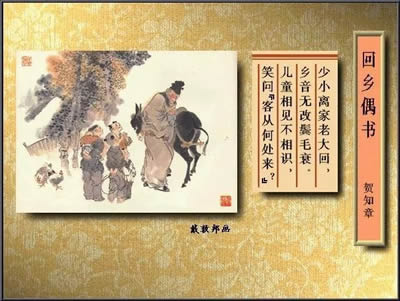 回乡偶书
贺知章
少小离家老大回，
乡音无改鬓毛衰。
儿童相见不相识，
笑问『客从何处来？』
戴敦邦画